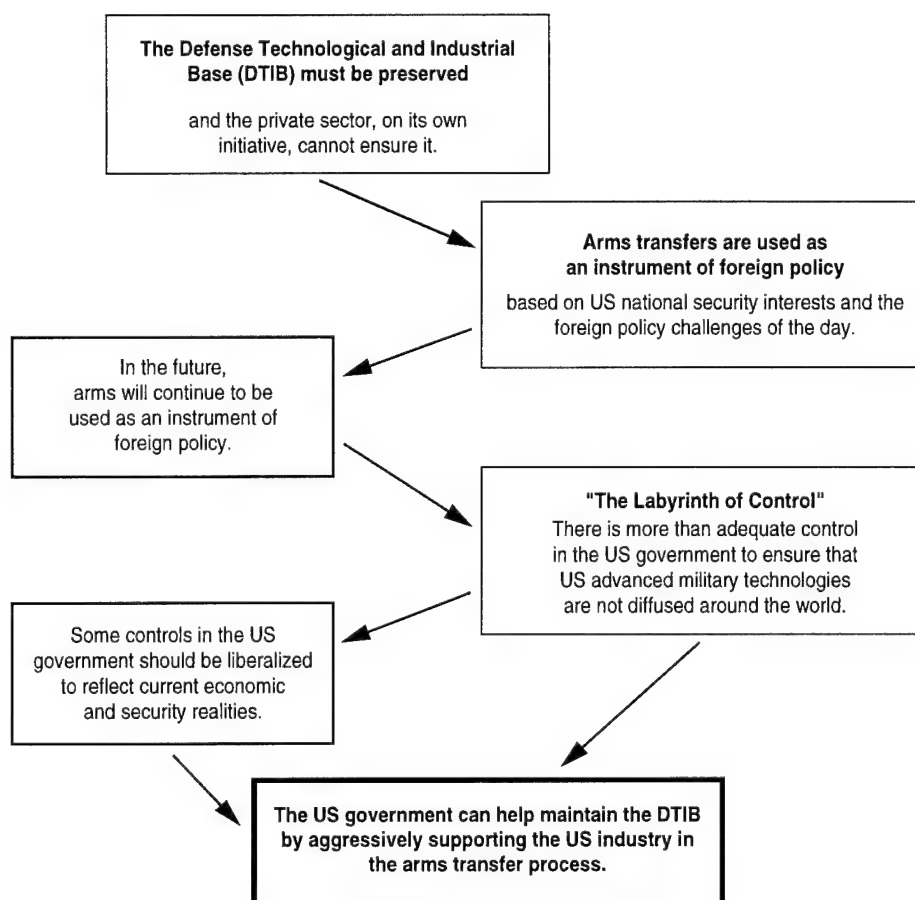 The Defense Technological and Industrial
Base (DTIB) must be preserved
and the private sector, on its own
initiative, cannot ensure it.
Arms transfers are used as
an instrument of foreign policy
based on US national security interests and the
foreign policy challenges of the day.
In the future,
arms will continue to be
used as an instrument of
foreign policy.
"The Labyrinth of Control"
There is more than adequate control
in the US government to ensure that
US advanced military technologies
are not diffused around the world.
Some controls in the US
government should be liberalized
to reflect current economic
and security realities.
The US government can help maintain the DTIB
by aggressively supporting the US industry in
the arms transfer process.